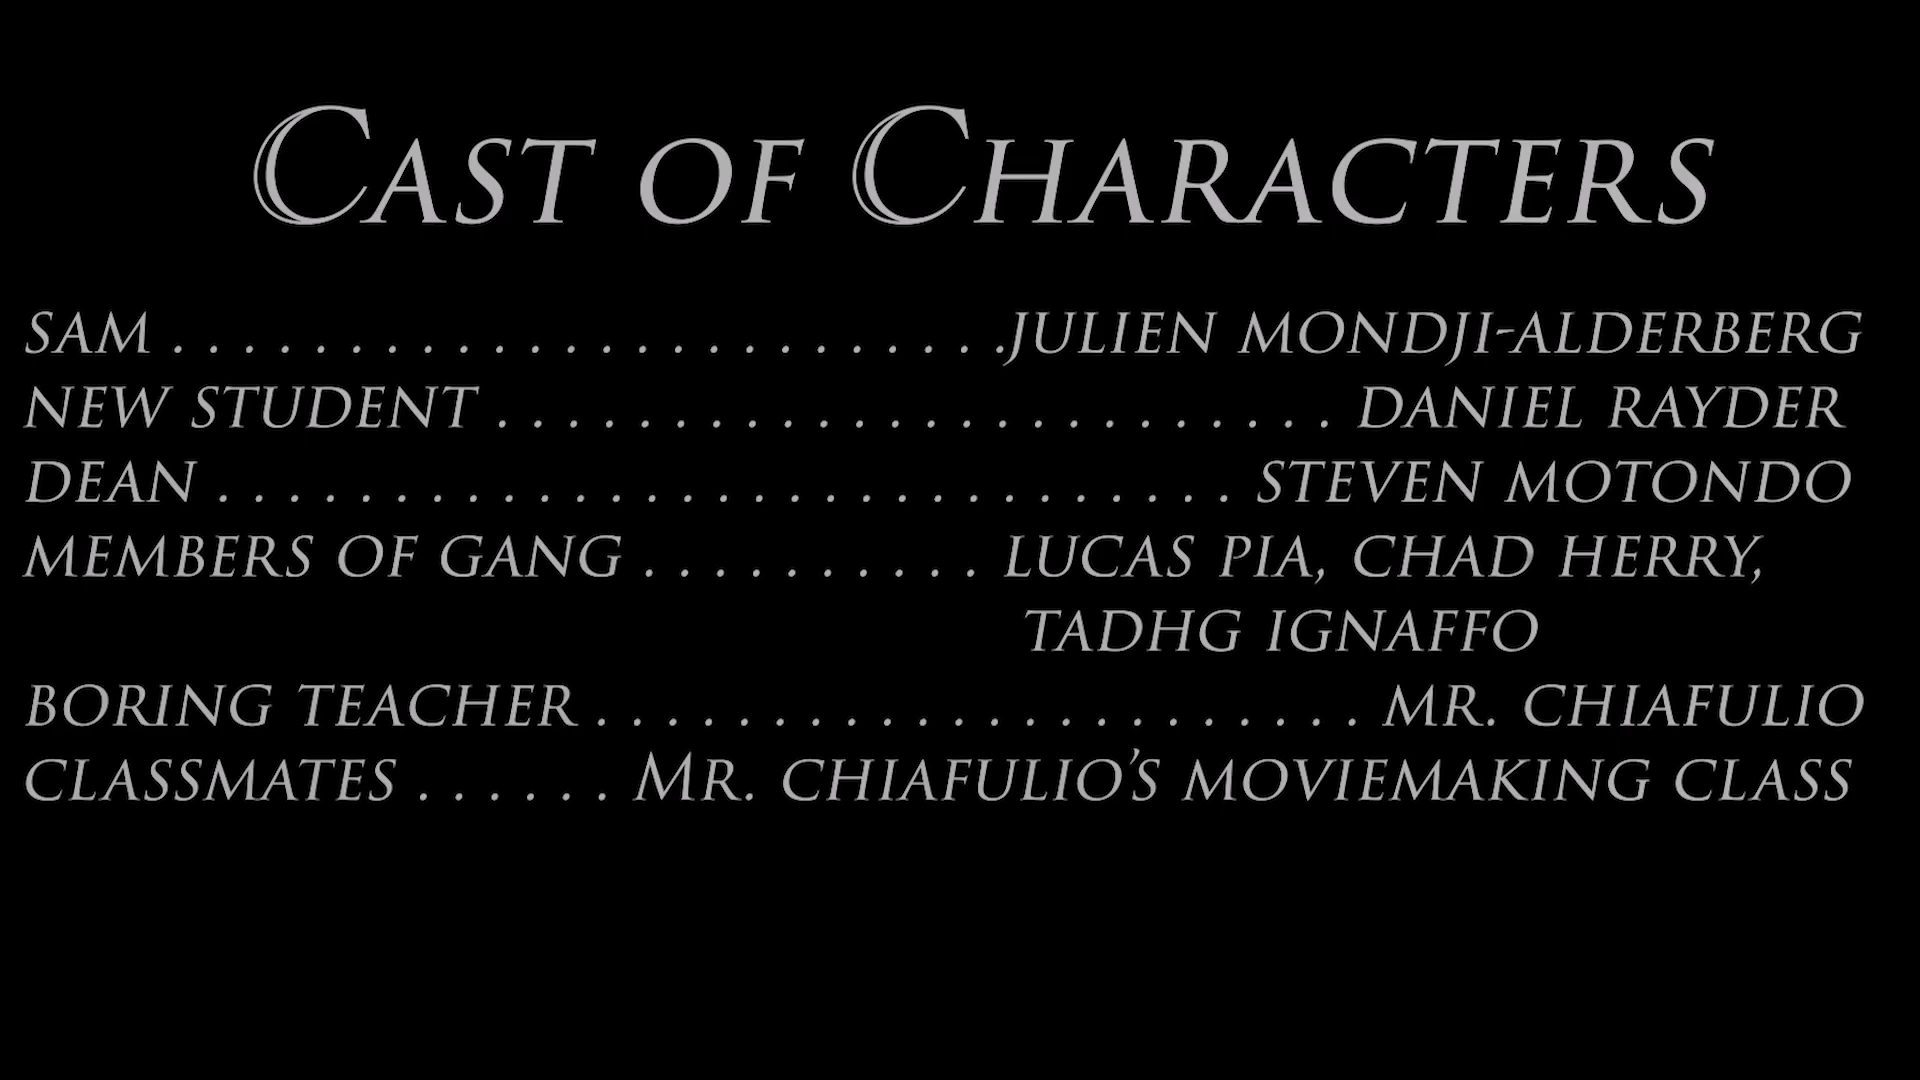 CAST OF CHARACTERS
SAM . . . . . . . . . . . . . . . . . . . . . . . .JULIEN MONDJI-ALDERBERG
NEW STUDENT . . . . . . . . . . . . . . . . . . . . . . . . DANIEL RAYDER
DEAN . . . . . . . . . . . . . . . . . . . . . . . . . . . . . STEVEN MOTONDO
MEMBERS OF GANG . . . . . . . . . . LUCAS PIA, CHAD HERRY,
TADHG IGNAFFO
BORING TEACHER . . . . . . . . . . . . . . . . . . . . . . MR. CHIAFULIO
CLASSMATES . . . . . . MR. CHIAFULIO'S MOVIEMAKING CLASS